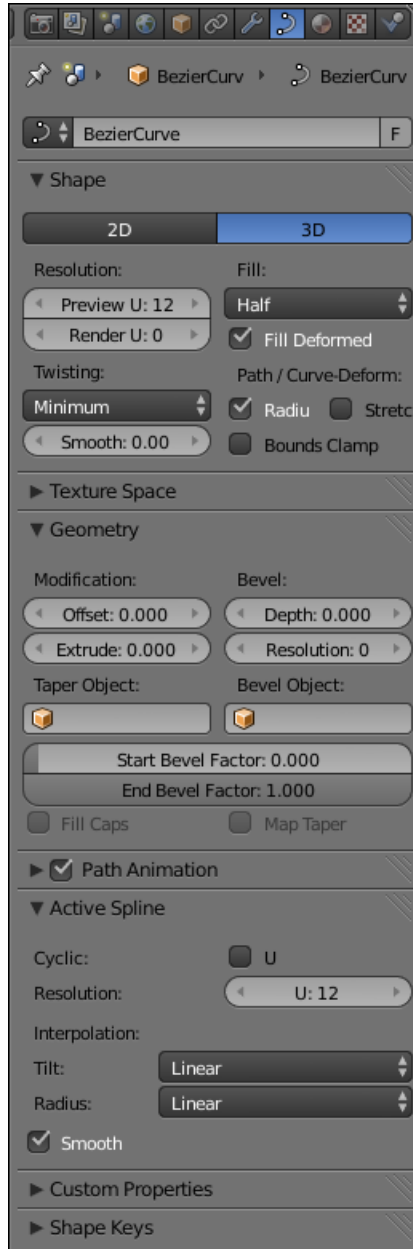 BezierCurv BezierCurv
BezierCurve F
Shape
2D 3D
Resolution: Fill:
Preview U: 12 Half
Render U: 0 Fill Deformed
Twisting: Path / Curve-Deform:
Minimum Radiu Stretc
Smooth: 0.00 Bounds Clamp
Texture Space
Geometry
Modification: Bevel:
Offset: 0.000 Depth: 0.000
Extrude: 0.000 Resolution: 0
Taper Object: Bevel Object:
Start Bevel Factor: 0.000
End Bevel Factor: 1.000
Fill Caps Map Taper
Path Animation
Active Spline
Cyclic: U
Resolution: U: 12
Interpolation:
Tilt: Linear
Radius: Linear
Smooth
Custom Properties
Shape Keys